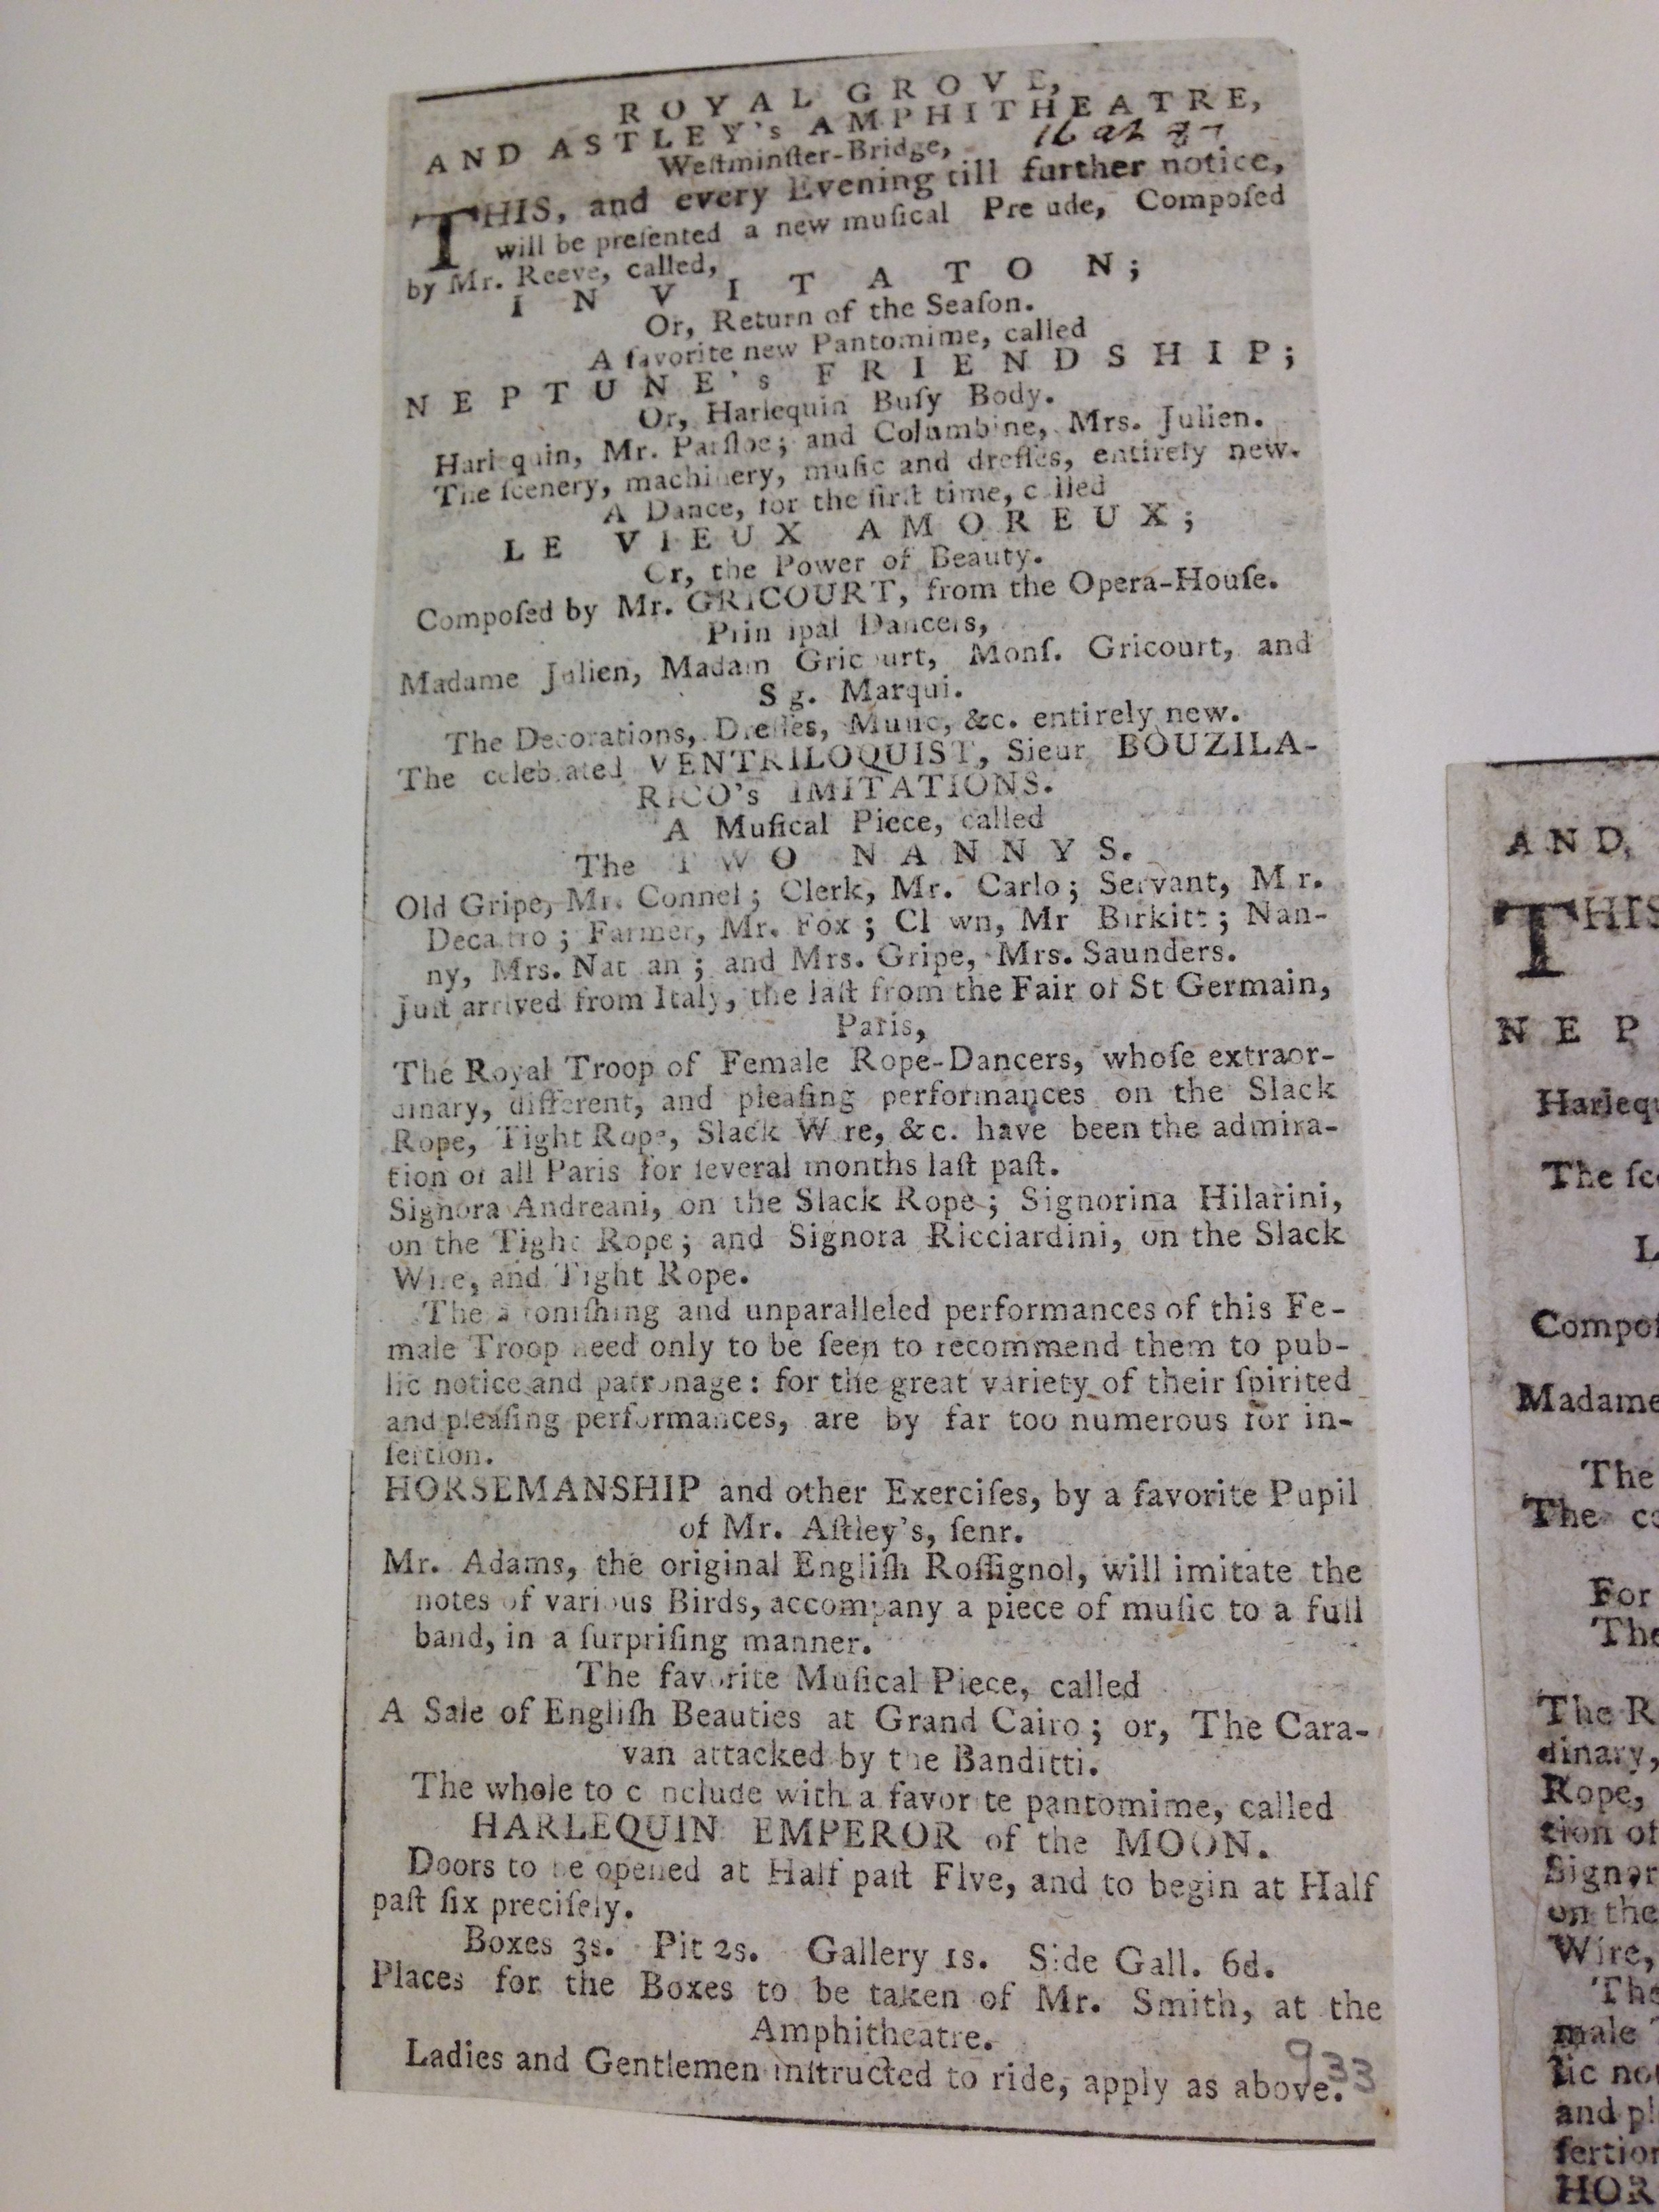 ROYAL GROVE,
AND ASTLEY's AMPHITHEATRE,
Weſtminſter-Bridge,
THIS, and every Evening till further notice,
will be preſented a new muſical Pre ude, Compoſed
by Mr. Reeve, called,
INVITATON;
Or, Return of the Seaſon.
A favorite new Pantomime, called
NEPTUNE's FRIENDSHIP;
Or, Harlequin Buſy Body.
Harlequin, Mr. Parſloe; and Columbine, Mrs. Julien.
The ſcenery, machinery, muſic and dreſſes, entirely new.
A Dance, for the firſt time, c lled
LE VIEUX AMOREUX;
Or, the Power of Beauty.
Compoſed by Mr. GRICOURT, from the Opera-Houſe.
Prin ipal Dancers,
Madame Julien, Madam Gricourt, Monſ. Gricourt, and
S g. Marqui.
The Decorations, Dreſſes, Muſic, &c. entirely new.
The celebrated VENTRILOQUIST, Sieur BOUZILA-
RICO's IMITATIONS.
A Muſical Piece, called
The TWO NANNYS.
Old Gripe, Mr. Connel; Clerk, Mr. Carlo; Servant, Mr.
Decaſtro; Farmer, Mr. Fox; Cl wn, Mr Birkitt; Nan-
ny, Mrs. Nat an; and Mrs. Gripe, Mrs. Saunders.
Juſt arrived from Italy, the laſt from the Fair of St Germain,
Paris,
The Royal Troop of Female Rope-Dancers, whoſe extraor-
dinary, different, and pleaſing performances on the Slack
Rope, Tight Rope, Slack W re, &c. have been the admira-
tion of all Paris for ſeveral months laſt paſt.
Signora Andreani, on the Slack Rope; Signorina Hilarini,
on the Tight Rope; and Signora Ricciardini, on the Slack
Wire, and Tight Rope.
The aſtoniſhing and unparalleled performances of this Fe-
male Troop need only to be ſeen to recommend them to pub-
lic notice and patronage: for the great variety of their ſpirited
and pleaſing performances, are by far too numerous for in-
ſertion.
HORSEMANSHIP and other Exerciſes, by a favorite Pupil
of Mr. Aſtley's, ſenr.
Mr. Adams, the original Engliſh Roſſignol, will imitate the
notes of various Birds, accompany a piece of muſic to a full
band, in a ſurpriſing manner.
The favorite Muſical Piece, called
A Sale of Engliſh Beauties at Grand Cairo; or, The Cara-
van attacked by the Banditti.
The whole to c nclude with a favor te pantomime, called
HARLEQUIN EMPEROR of the MOON.
Doors to be opened at Half paſt Five, and to begin at Half
paſt ſix preciſely.
Boxes 3s. Pit 2s. Gallery 1s. Side Gall. 6d.
Places for the Boxes to be taken of Mr. Smith, at the
Amphitheatre.
Ladies and Gentlemen inſtructed to ride, apply as above.
933
AND
THIS
NEP
Harlequ
The ſce
L
Compoſ
Madame
The
The ce
For
The
The R
dinary,
Rope,
tion of
Signor
on the
Wire,
The
male
lic not
and pl
ſertion
HOR